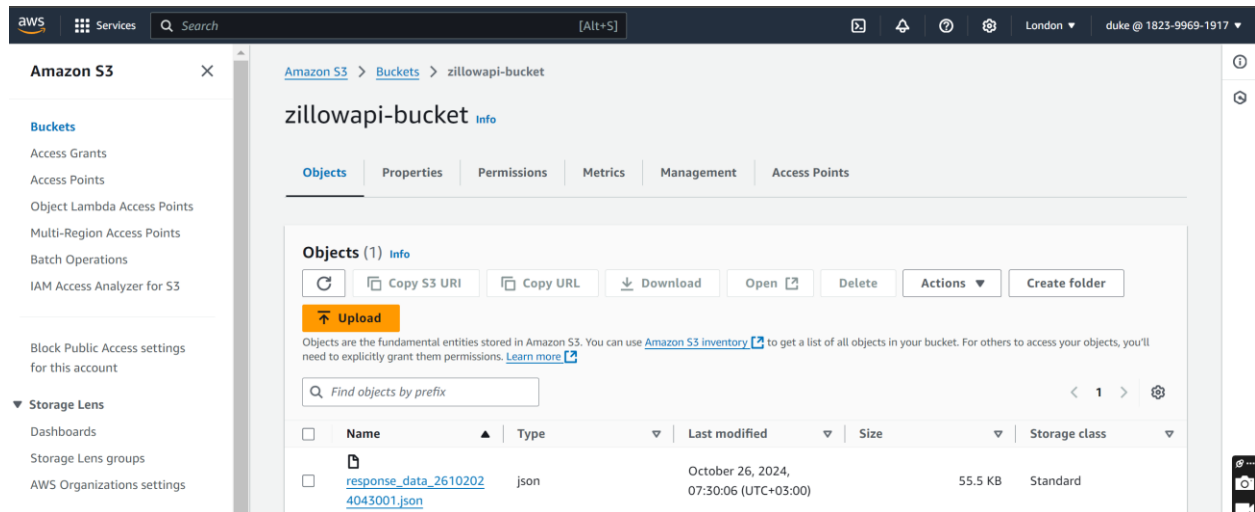 aws Services Search [Alt+S] London ▼ duke @ 1823-9969-1917 ▼
Amazon S3
Buckets
Access Grants
Access Points
Object Lambda Access Points
Multi-Region Access Points
Batch Operations
IAM Access Analyzer for S3
Block Public Access settings
for this account
▼ Storage Lens
Dashboards
Storage Lens groups
AWS Organizations settings
Amazon S3 > Buckets > zillowapi-bucket
zillowapi-bucket Info
Objects Properties Permissions Metrics Management Access Points
Objects (1) Info
Copy S3 URI Copy URL Download Open Delete Actions ▼ Create folder
Upload
Objects are the fundamental entities stored in Amazon S3. You can use Amazon S3 inventory to get a list of all objects in your bucket. For others to access your objects, you'll
need to explicitly grant them permissions. Learn more
Find objects by prefix < 1 >
Name Type Last modified Size Storage class
response_data_2610202 json October 26, 2024, 55.5 KB Standard
4043001.json 07:30:06 (UTC+03:00)